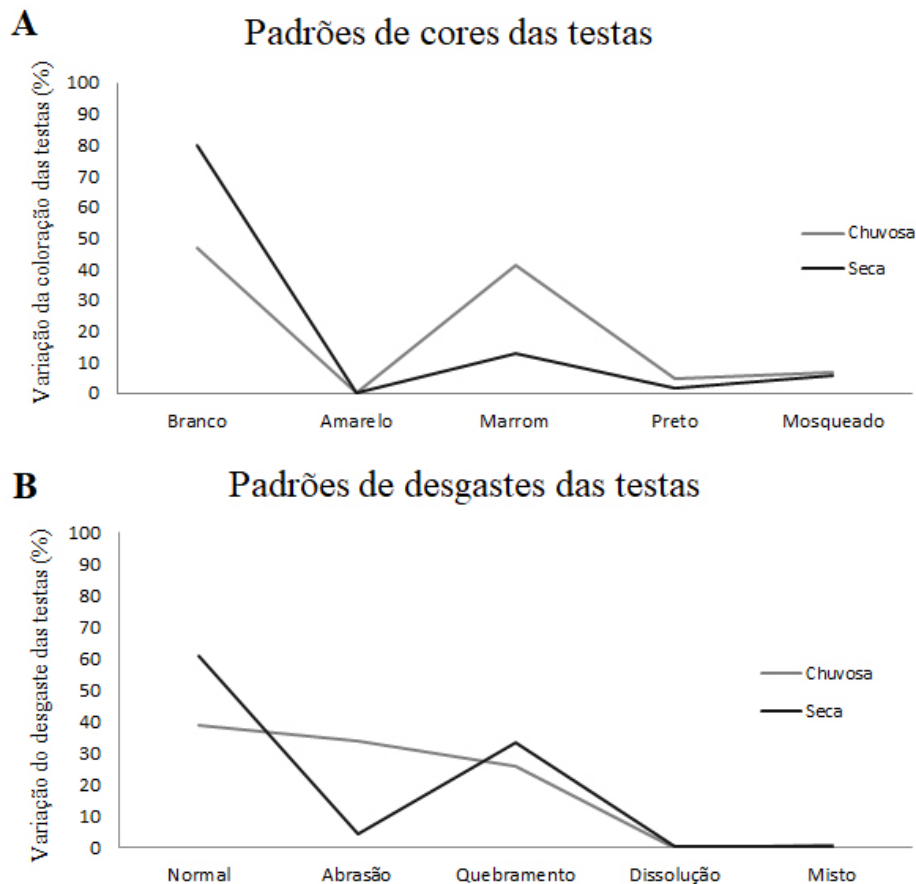 A
Padrões de cores das testas
Variação da coloração das testas (%)
100
90
80
70
60
50
40
30
20
10
0
Chuvosa
Seca
Branco Amarelo Marrom Preto Mosqueado
B
Padrões de desgastes das testas
Variação do desgaste das testas (%)
100
90
80
70
60
50
40
30
20
10
0
Chuvosa
Seca
Normal Abrasão Quebramento Dissolução Misto